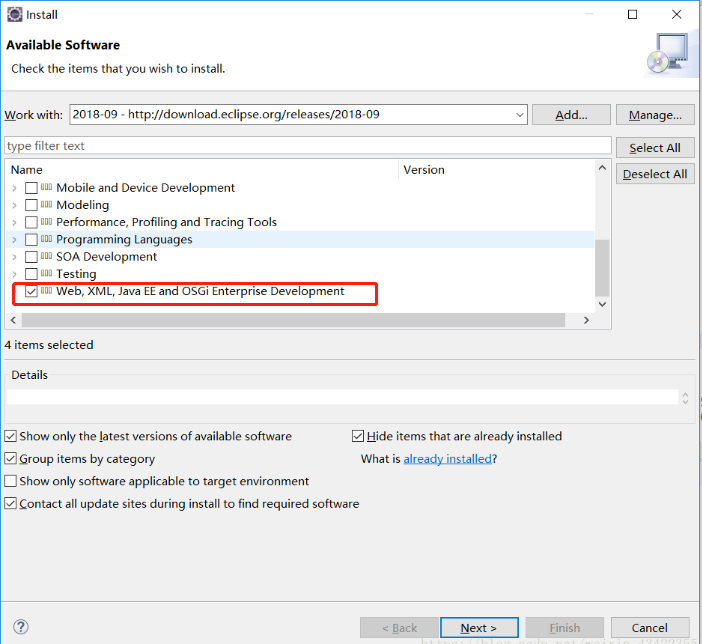 Install
Available Software
Check the items that you wish to install.
Work with: 2018-09 - http://download.eclipse.org/releases/2018-09 Add... Manage...
type filter text Select All
Name Version Deselect All
Mobile and Device Development
Modeling
Performance, Profiling and Tracing Tools
Programming Languages
SOA Development
Testing
Web, XML, Java EE and OSGi Enterprise Development
4 items selected
Details
Show only the latest versions of available software Hide items that are already installed
Group items by category What is already installed?
Show only software applicable to target environment
Contact all update sites during install to find required software
? < Back Next > Finish Cancel